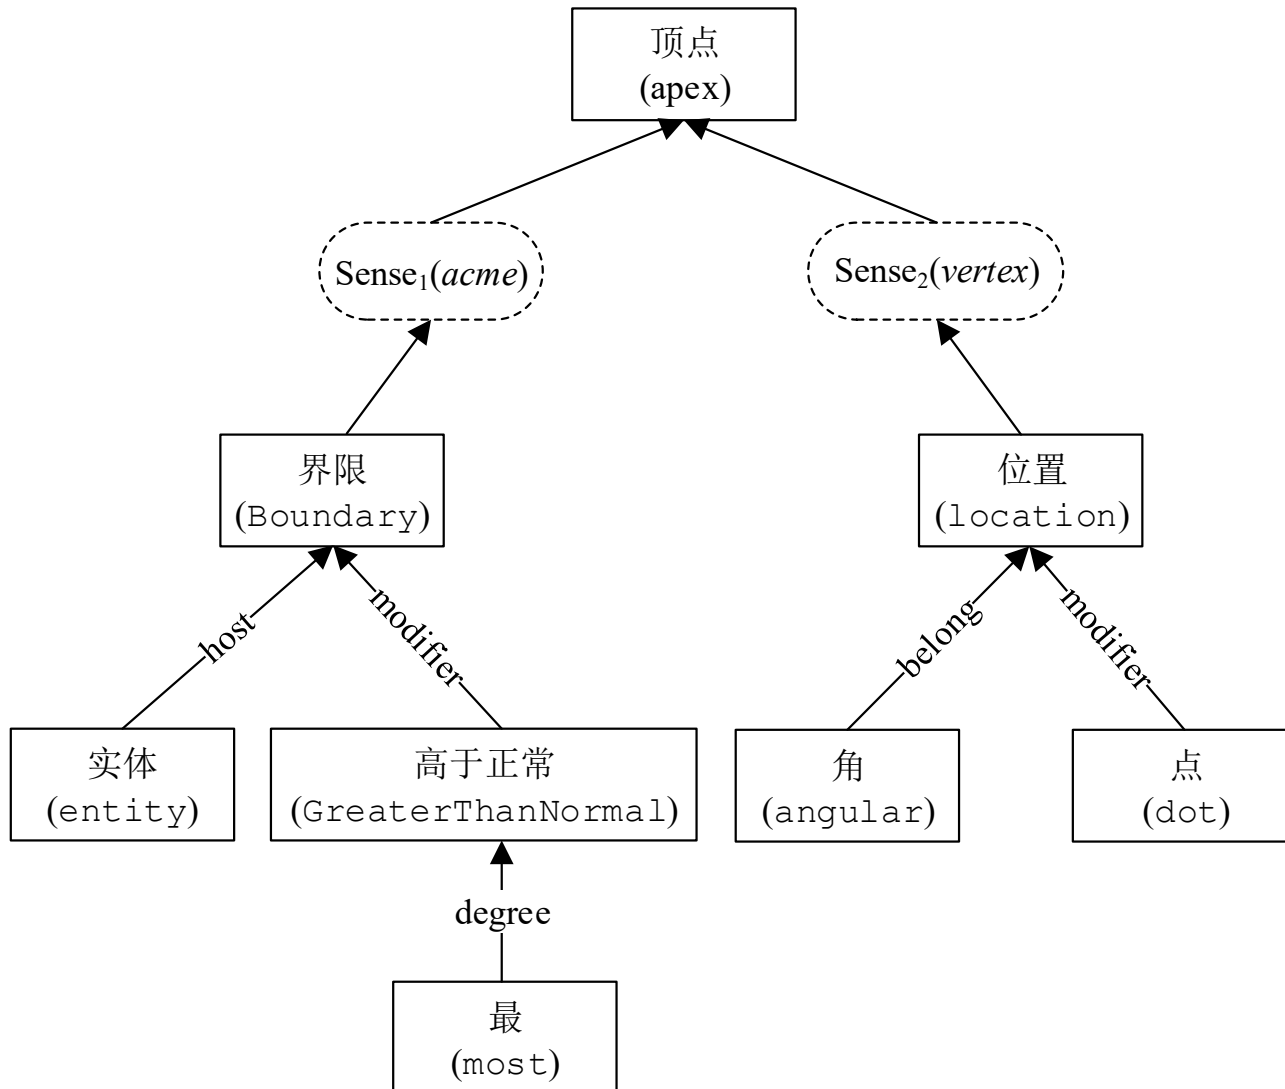 顶点
(apex)
Sense₁(acme)
Sense₂(vertex)
界限
(Boundary)
位置
(location)
host
modifier
belong
modifier
实体
(entity)
高于正常
(GreaterThanNormal)
角
(angular)
点
(dot)
degree
最
(most)